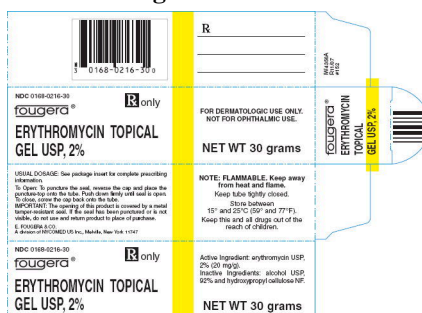 3 0168-0216-30 0
R
NDC 0168-0216-30
fougera®
Rx only
ERYTHROMYCIN TOPICAL
GEL USP, 2%
FOR DERMATOLOGIC USE ONLY.
NOT FOR OPHTHALMIC USE.
NET WT 30 grams
fougera®
ERYTHROMYCIN
TOPICAL
GEL USP, 2%
USUAL DOSAGE: See package insert for complete prescribing
information.
To Open: To puncture the seal, reverse the cap and place the
puncture-top onto the tube. Push down firmly until seal is open.
To close, screw the cap back onto the tube.
IMPORTANT: The opening of this product is covered by a metal
tamper-resistant seal. If the seal has been punctured or is not
visible, do not use and return product to place of purchase.
E. FOUGERA & CO.
A division of NYCOMED US Inc., Melville, New York 11747
NOTE: FLAMMABLE. Keep away
from heat and flame.
Keep tube tightly closed.
Store between
15° and 25°C (59° and 77°F).
Keep this and all drugs out of the
reach of children.
NDC 0168-0216-30
fougera®
Rx only
ERYTHROMYCIN TOPICAL
GEL USP, 2%
Active Ingredient: erythromycin USP,
2% (20 mg/g).
Inactive Ingredients: alcohol USP,
92% and hydroxypropyl cellulose NF.
NET WT 30 grams